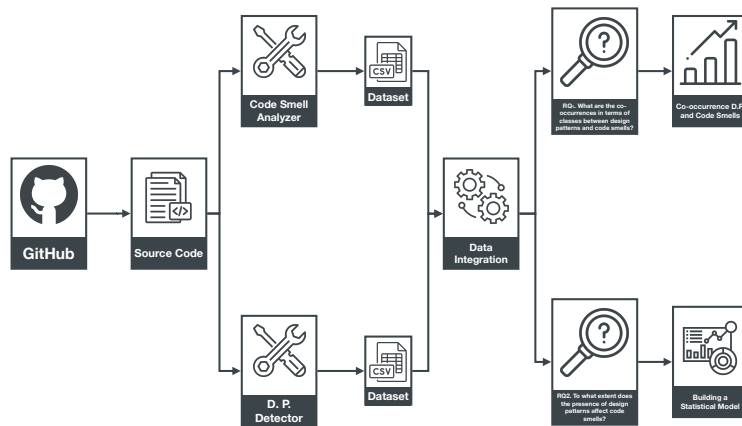 Code Smell
Analyzer
CSV
Dataset
RQ1. What are the co-
occurrences in terms of
classes between design
patterns and code smells?
Co-occurrence D.P.
and Code Smells
GitHub
</>
Source Code
Data
Integration
D. P.
Detector
CSV
Dataset
RQ2. To what extent does
the presence of design
patterns affect code
smells?
Building a
Statistical Model